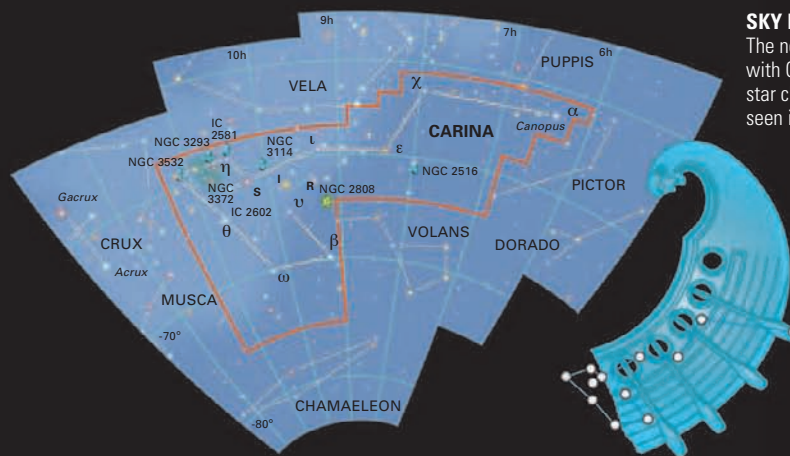 9h
7h
6h
10h
PUPPIS
VELA
χ
α
CARINA
Canopus
IC
2581
NGC 3293
NGC
3114
ι
ε
NGC 3532
η
NGC 2516
NGC
3372
S
I
R
NGC 2808
PICTOR
IC 2602
υ
Gacrux
θ
β
VOLANS
DORADO
CRUX
Acrux
ω
MUSCA
-70°
CHAMAELEON
-80°
SKY
The n
with C
star c
seen i